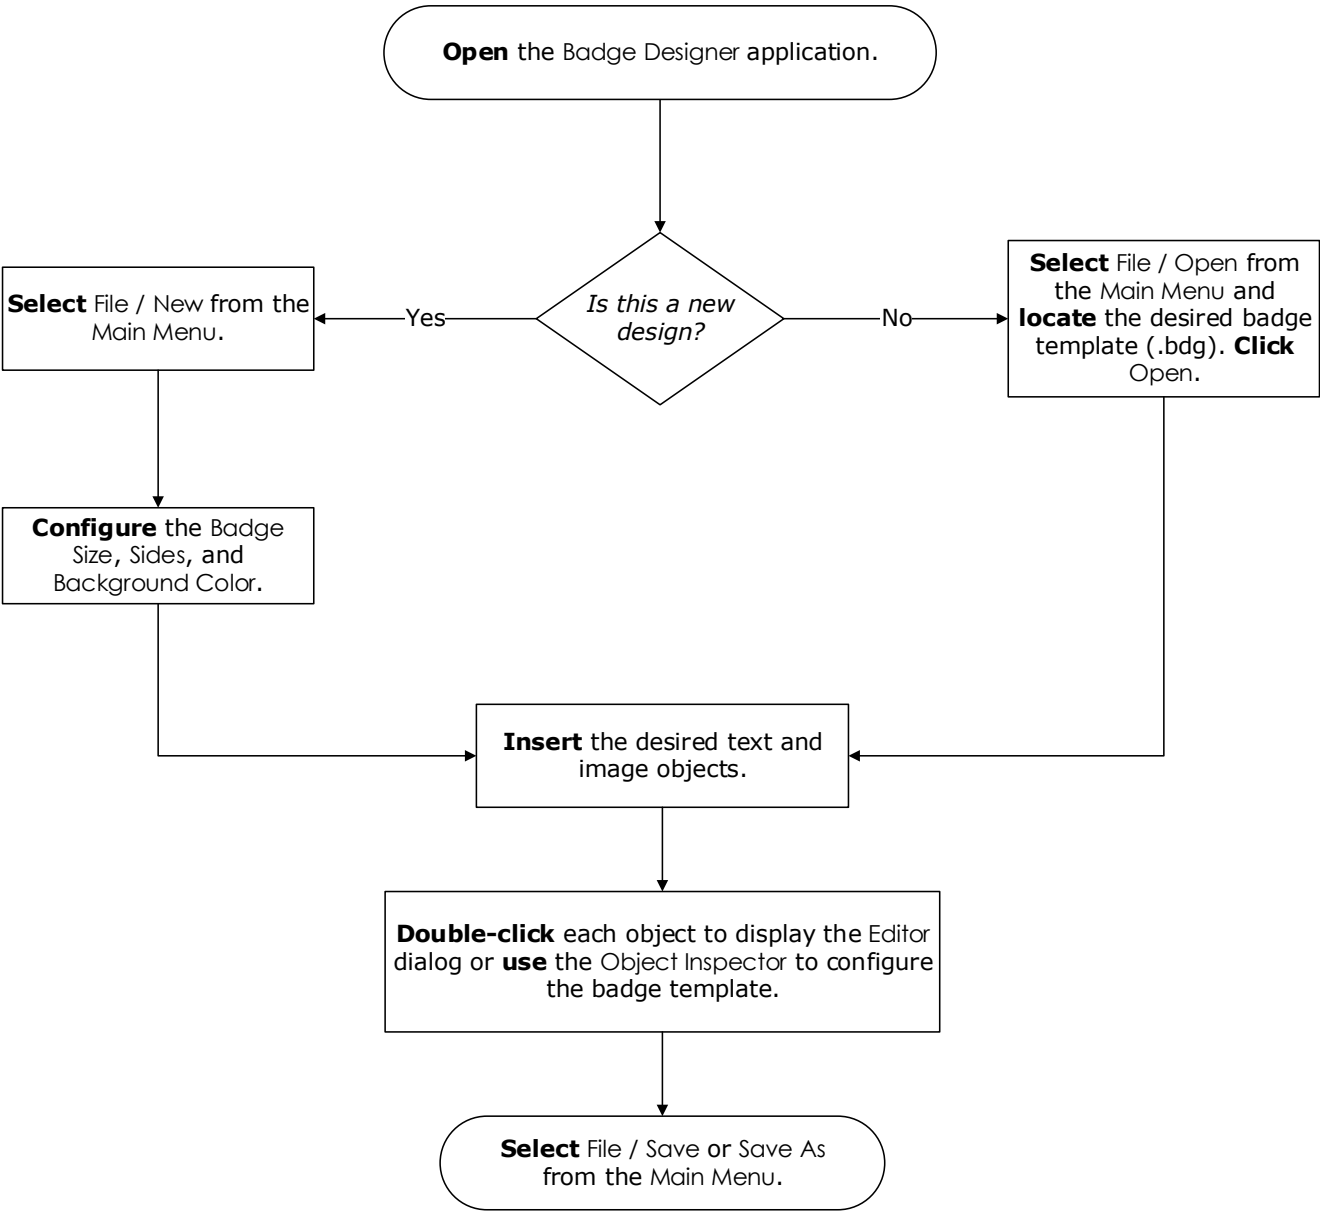 Open the Badge Designer application.
Is this a new
design?
Yes
No
Select File / New from the
Main Menu.
Select File / Open from
the Main Menu and
locate the desired badge
template (.bdg). Click
Open.
Configure the Badge
Size, Sides, and
Background Color.
Insert the desired text and
image objects.
Double-click each object to display the Editor
dialog or use the Object Inspector to configure
the badge template.
Select File / Save or Save As
from the Main Menu.